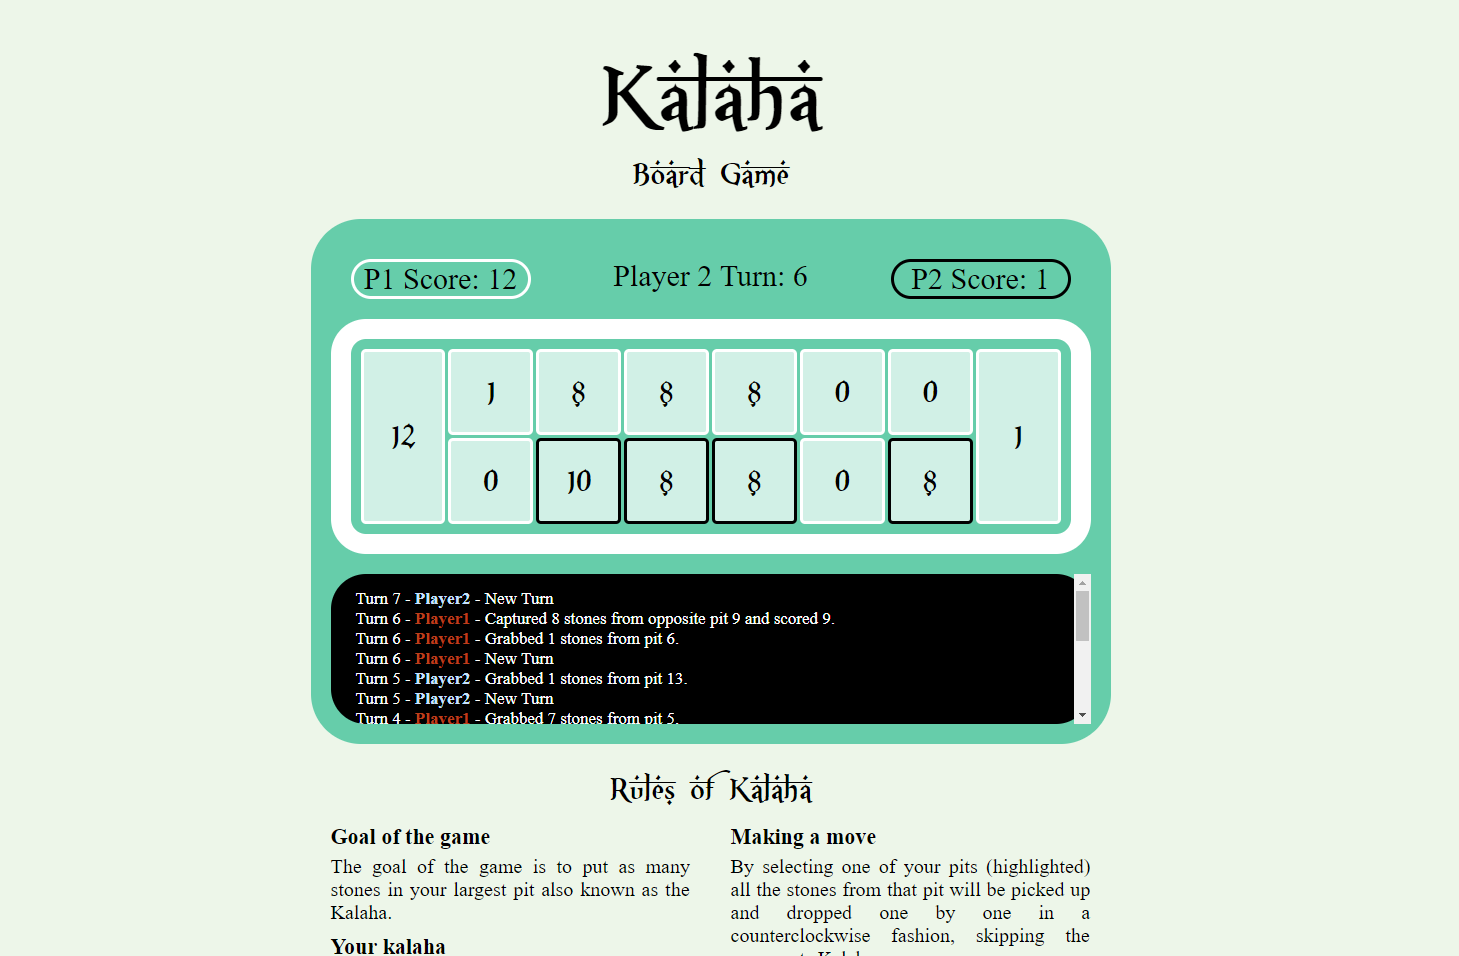 Kalaha
Board Game
P1 Score: 12
Player 2 Turn: 6
P2 Score: 1
12
1
8
8
8
0
0
1
0
10
8
8
0
8
Turn 7 - Player2 - New Turn
Turn 6 - Player1 - Captured 8 stones from opposite pit 9 and scored 9.
Turn 6 - Player1 - Grabbed 1 stones from pit 6.
Turn 6 - Player1 - New Turn
Turn 5 - Player2 - Grabbed 1 stones from pit 13.
Turn 5 - Player2 - New Turn
Turn 4 - Player1 - Grabbed 7 stones from pit 5.
Rules of Kalaha
Goal of the game
The goal of the game is to put as many
stones in your largest pit also known as the
Kalaha.
Your kalaha
Making a move
By selecting one of your pits (highlighted)
all the stones from that pit will be picked up
and dropped one by one in a
counterclockwise fashion, skipping the